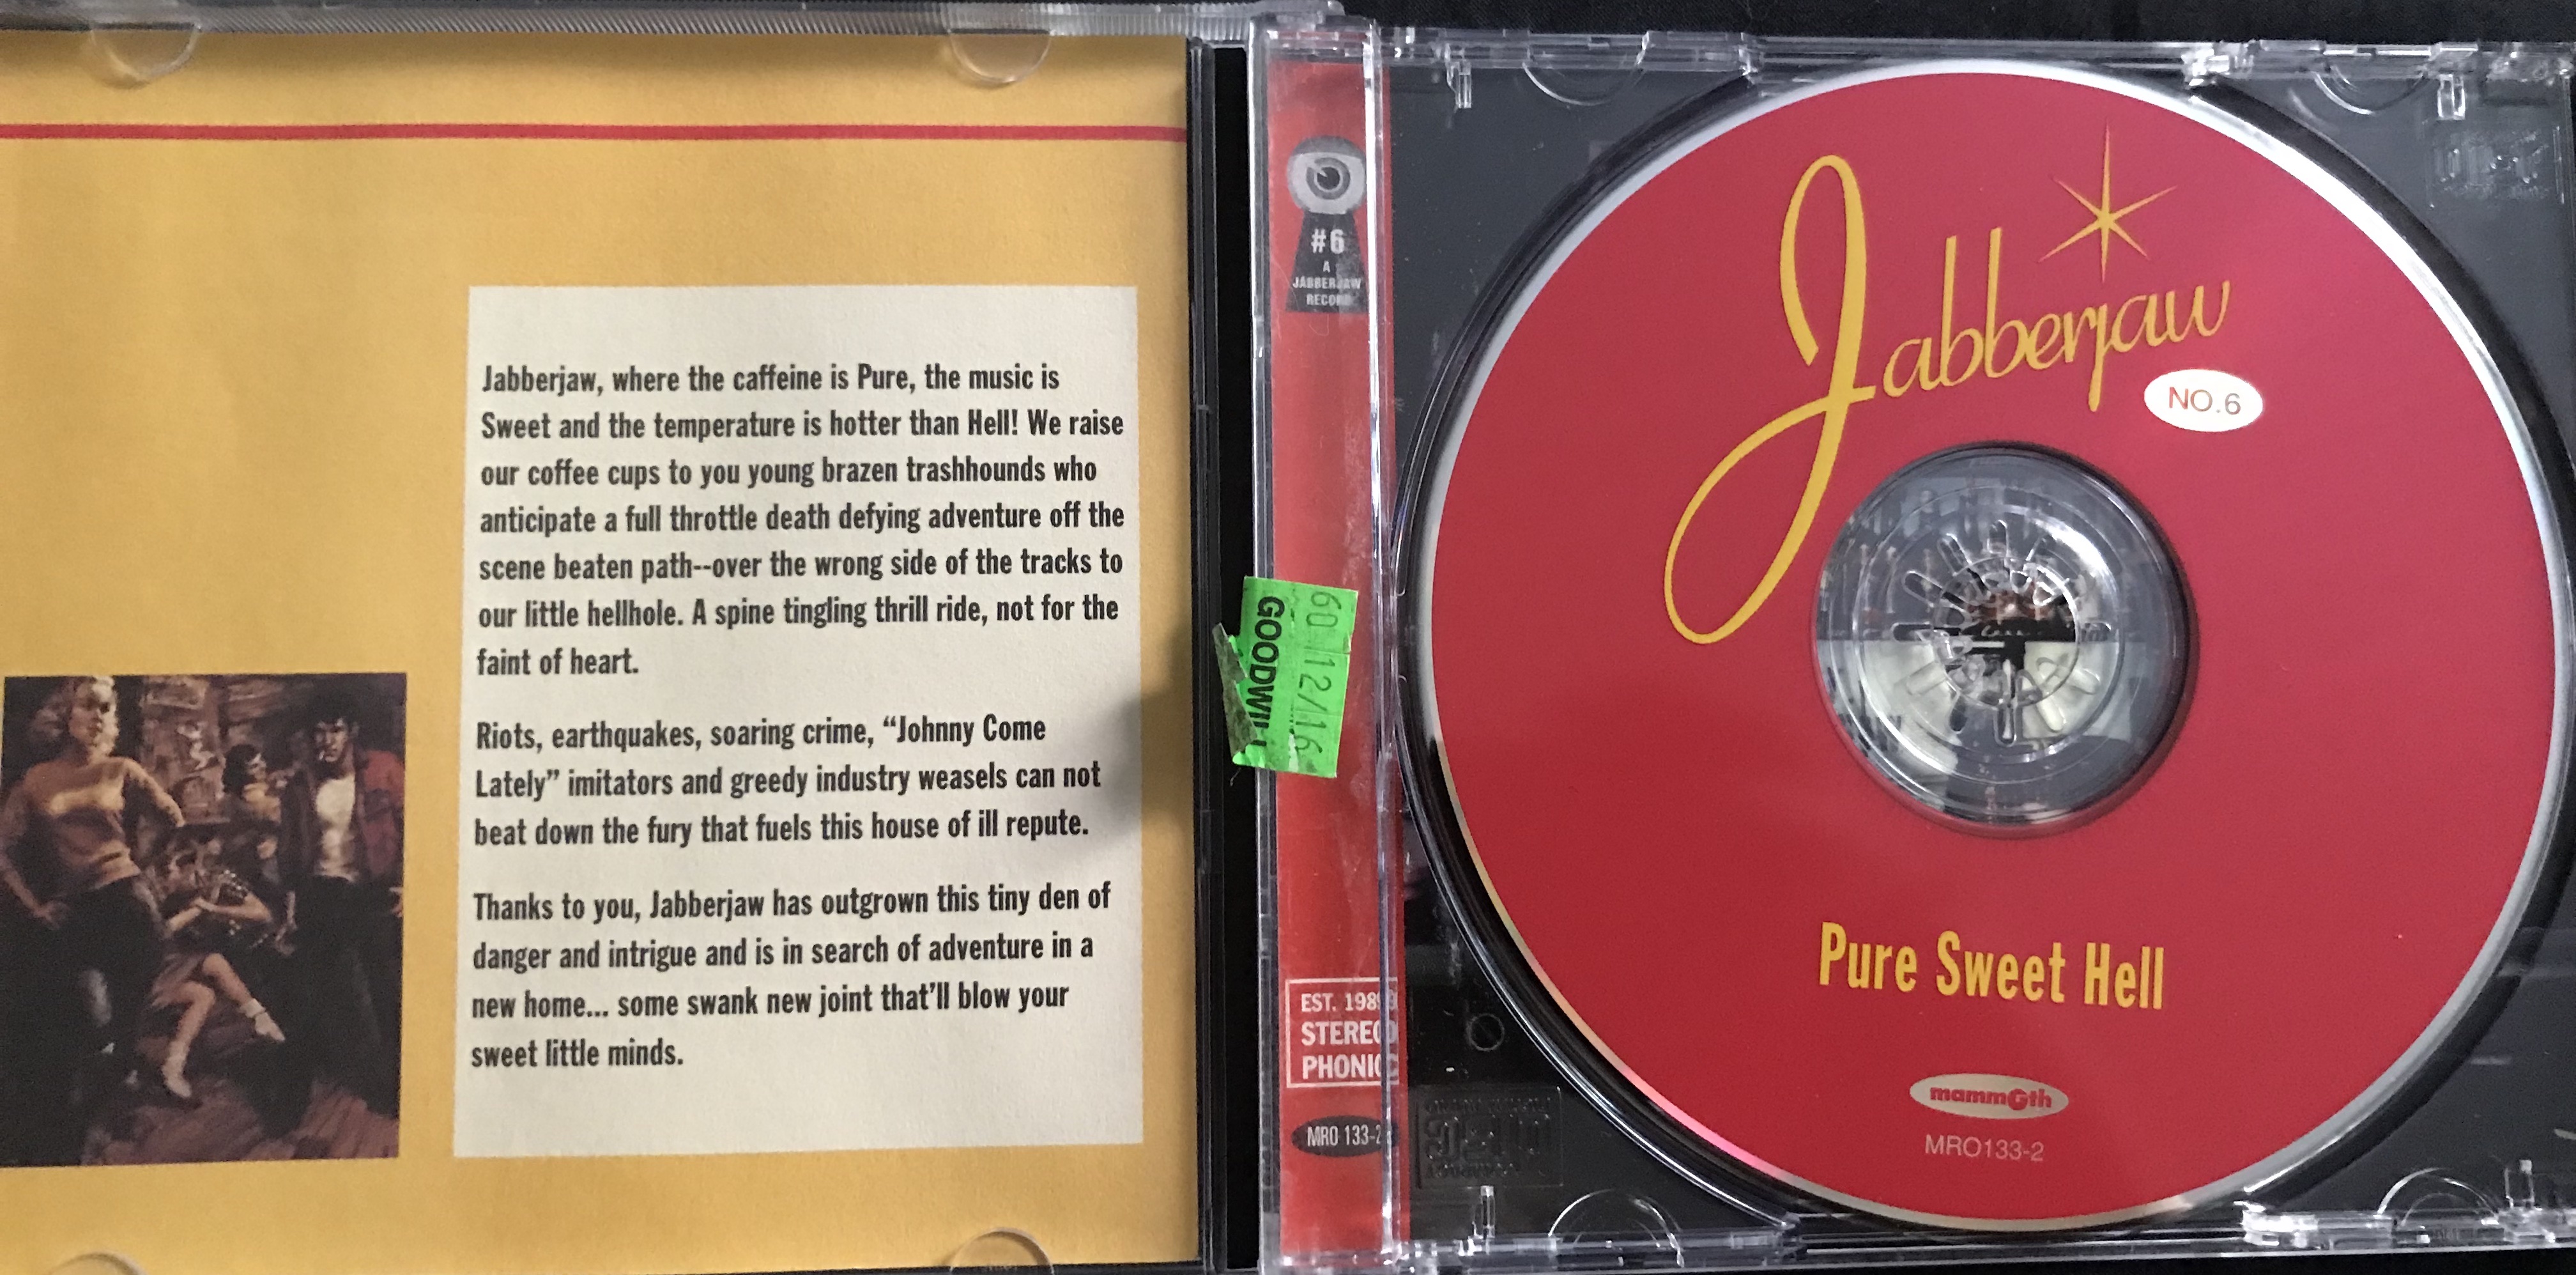 Jabberjaw, where the caffeine is Pure, the music is
Sweet and the temperature is hotter than Hell! We raise
our coffee cups to you young brazen trashhounds who
anticipate a full throttle death defying adventure off the
scene beaten path--over the wrong side of the tracks to
our little hellhole. A spine tingling thrill ride, not for the
faint of heart.
Riots, earthquakes, soaring crime, “Johnny Come
Lately” imitators and greedy industry weasels can not
beat down the fury that fuels this house of ill repute.
Thanks to you, Jabberjaw has outgrown this tiny den of
danger and intrigue and is in search of adventure in a
new home... some swank new joint that’ll blow your
sweet little minds.
#6
A
JABBERJAW
RECORD
GOODWILL
60 12/16
EST. 1989
STEREO
PHONIC
MRO 133-2
Jabberjaw
NO.6
Pure Sweet Hell
mammoth
MRO133-2